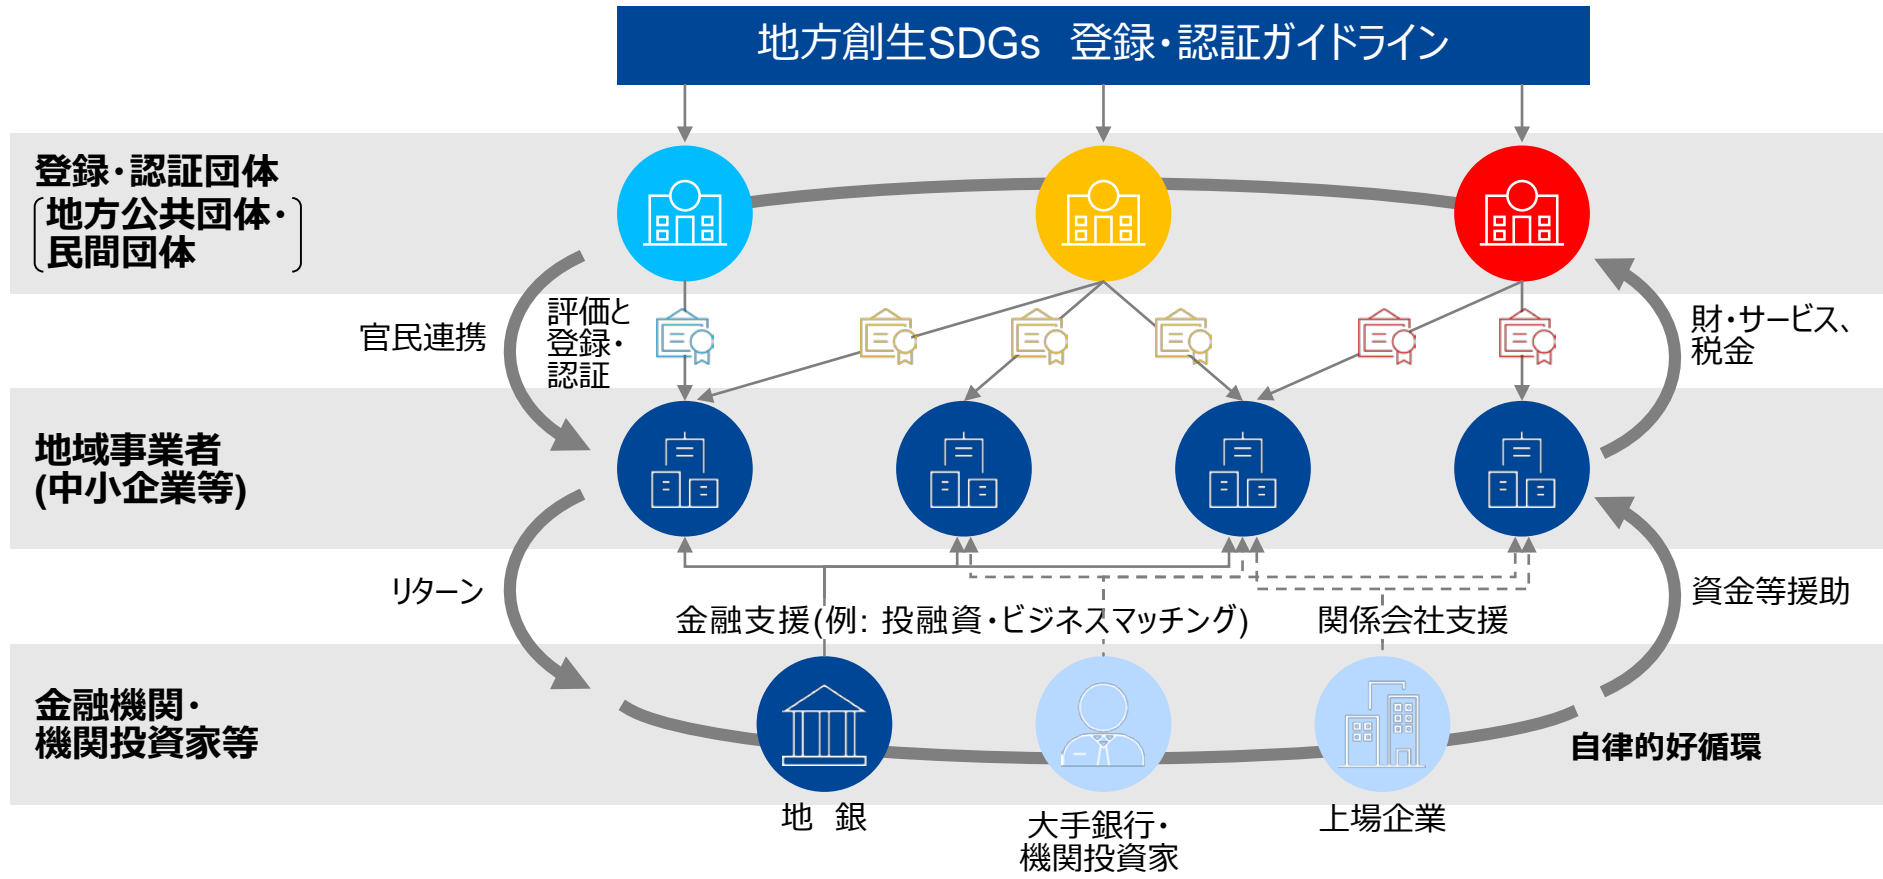 地方創生SDGs　登録・認証ガイドライン
登録・認証団体
地方公共団体・
民間団体
官民連携
評価と
登録・
認証
財・サービス、
税金
地域事業者
(中小企業等)
リターン
金融支援(例: 投融資・ビジネスマッチング)
関係会社支援
資金等援助
金融機関・
機関投資家等
自律的好循環
地　銀
大手銀行・
機関投資家
上場企業